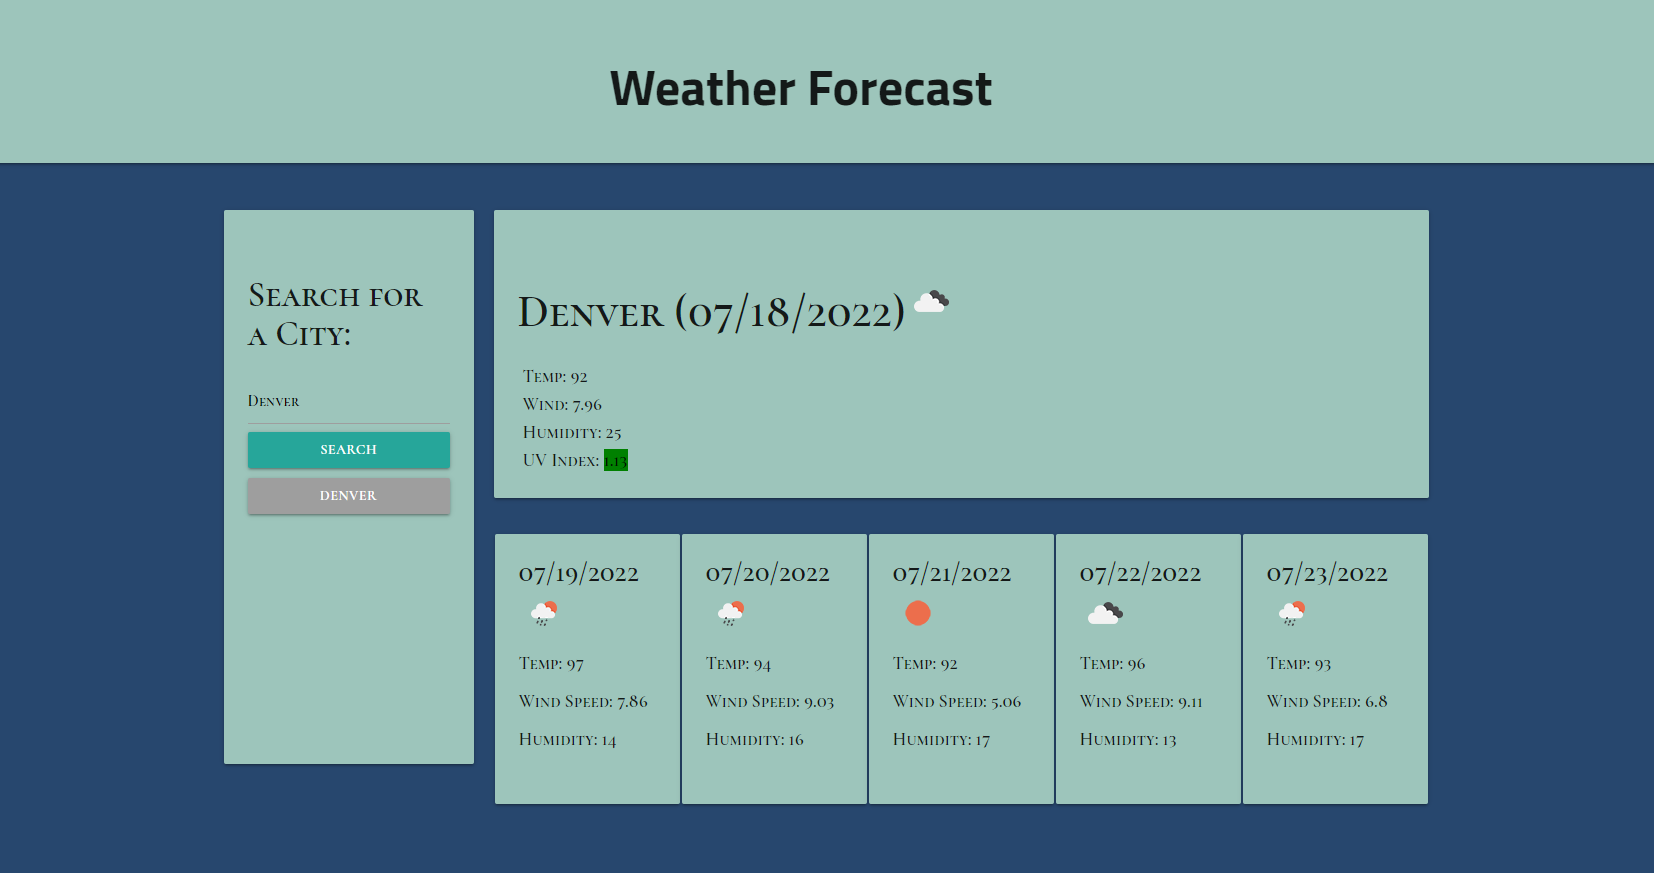 Weather Forecast
Search for
a City:
Denver
SEARCH
DENVER
Denver (07/18/2022)
Temp: 92
Wind: 7.96
Humidity: 25
UV Index: 1.13
07/19/2022
Temp: 97
Wind Speed: 7.86
Humidity: 14
07/20/2022
Temp: 94
Wind Speed: 9.03
Humidity: 16
07/21/2022
Temp: 92
Wind Speed: 5.06
Humidity: 17
07/22/2022
Temp: 96
Wind Speed: 9.11
Humidity: 13
07/23/2022
Temp: 93
Wind Speed: 6.8
Humidity: 17